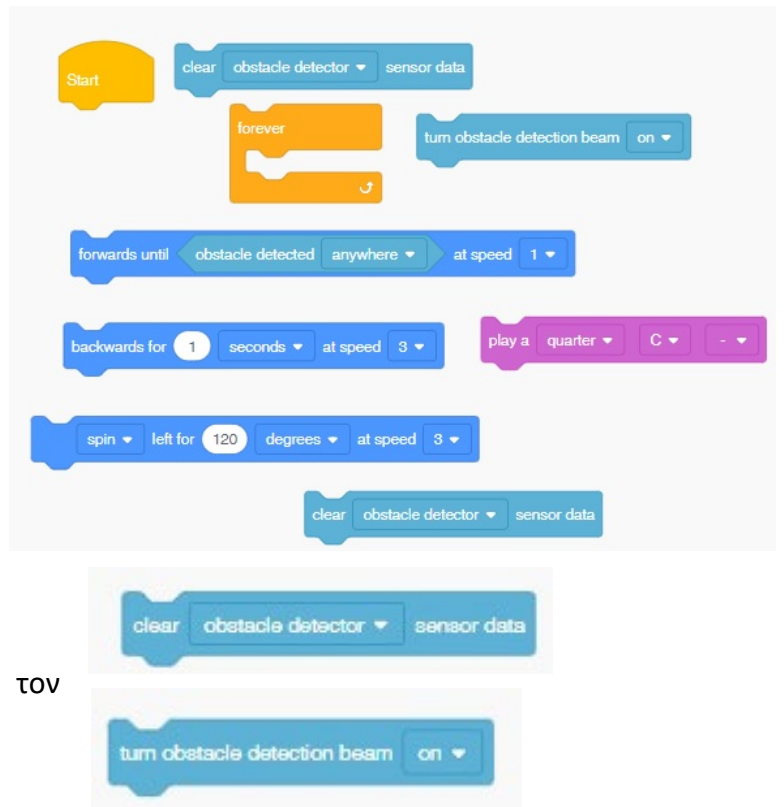 clear obstacle detector sensor data
Start
forever
turn obstacle detection beam on
forwards until obstacle detected anywhere at speed 1
play a quarter C -
backwards for 1 seconds at speed 3
spin left for 120 degrees at speed 3
clear obstacle detector sensor data
clear obstacle detector sensor data
τον
turn obstacle detection beam on